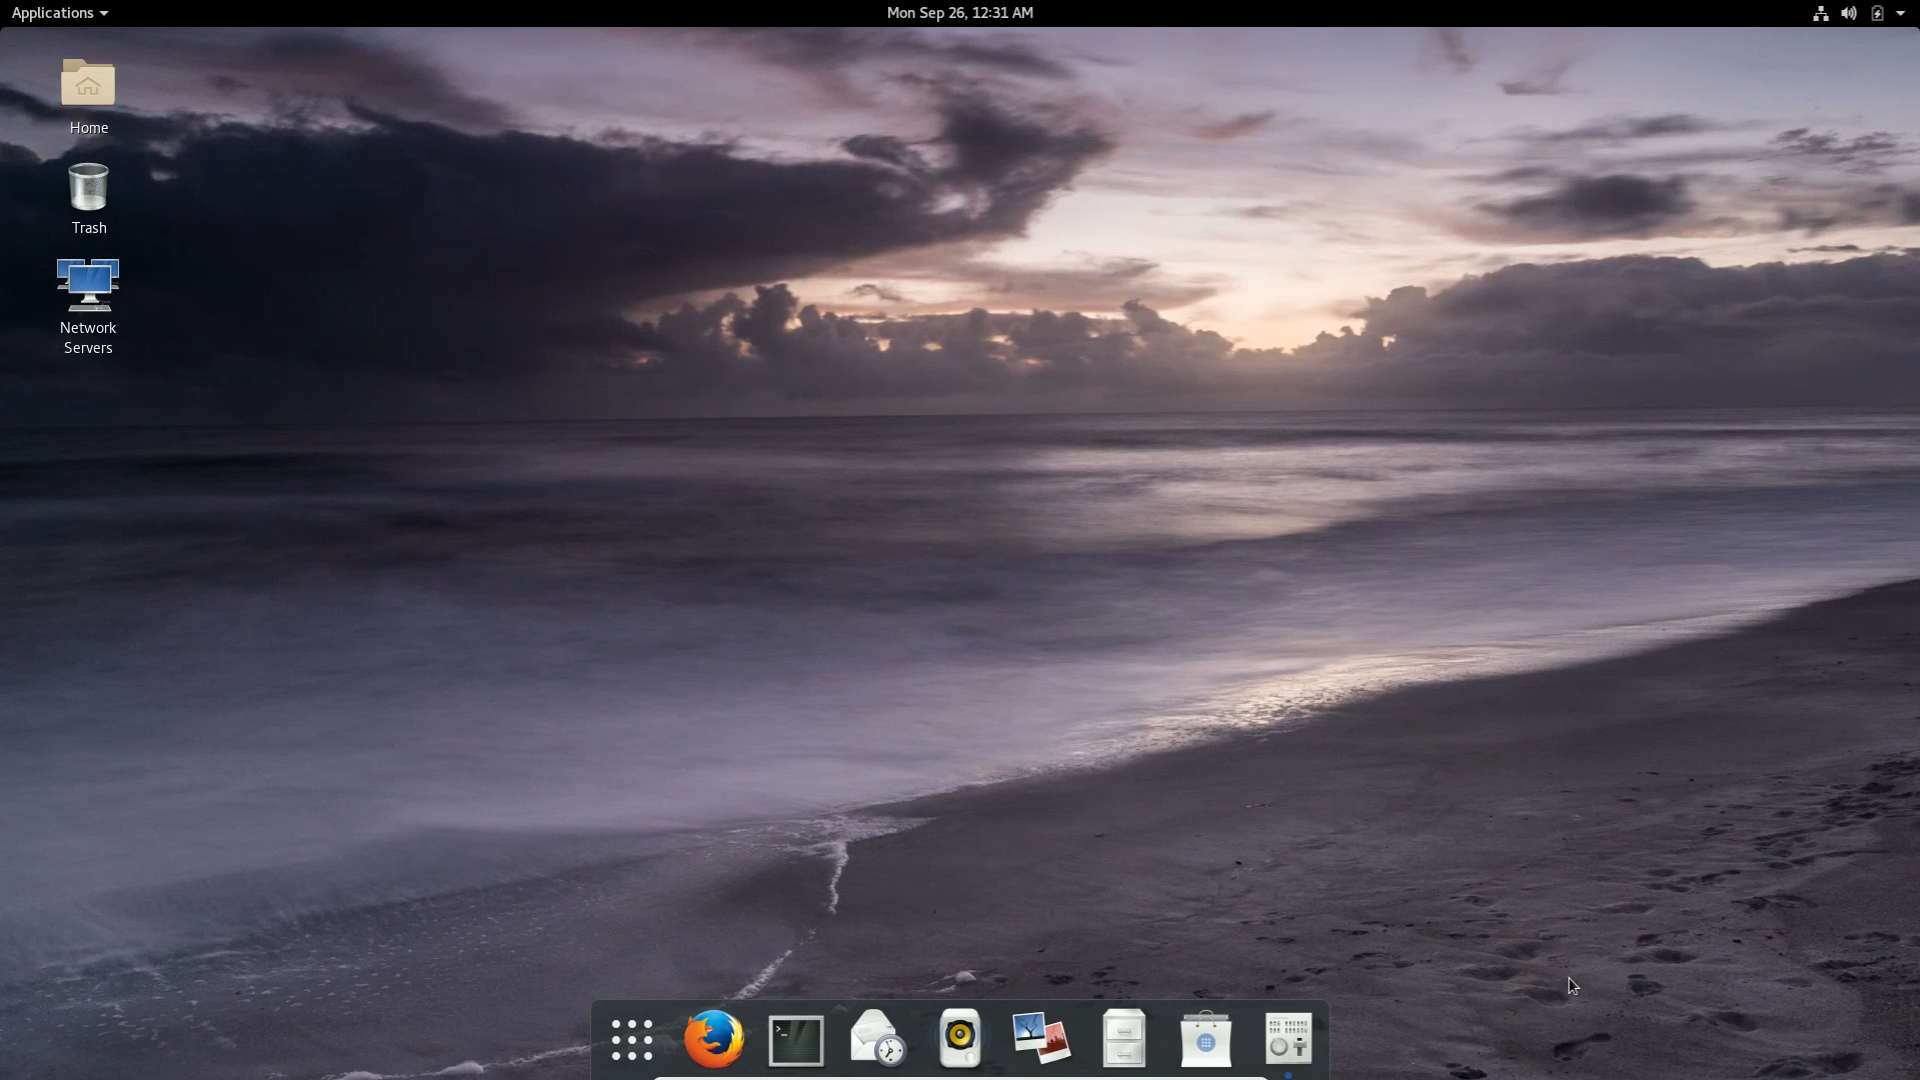 Applications
Mon Sep 26, 12:31 AM
Home
Trash
Network
Servers
>_